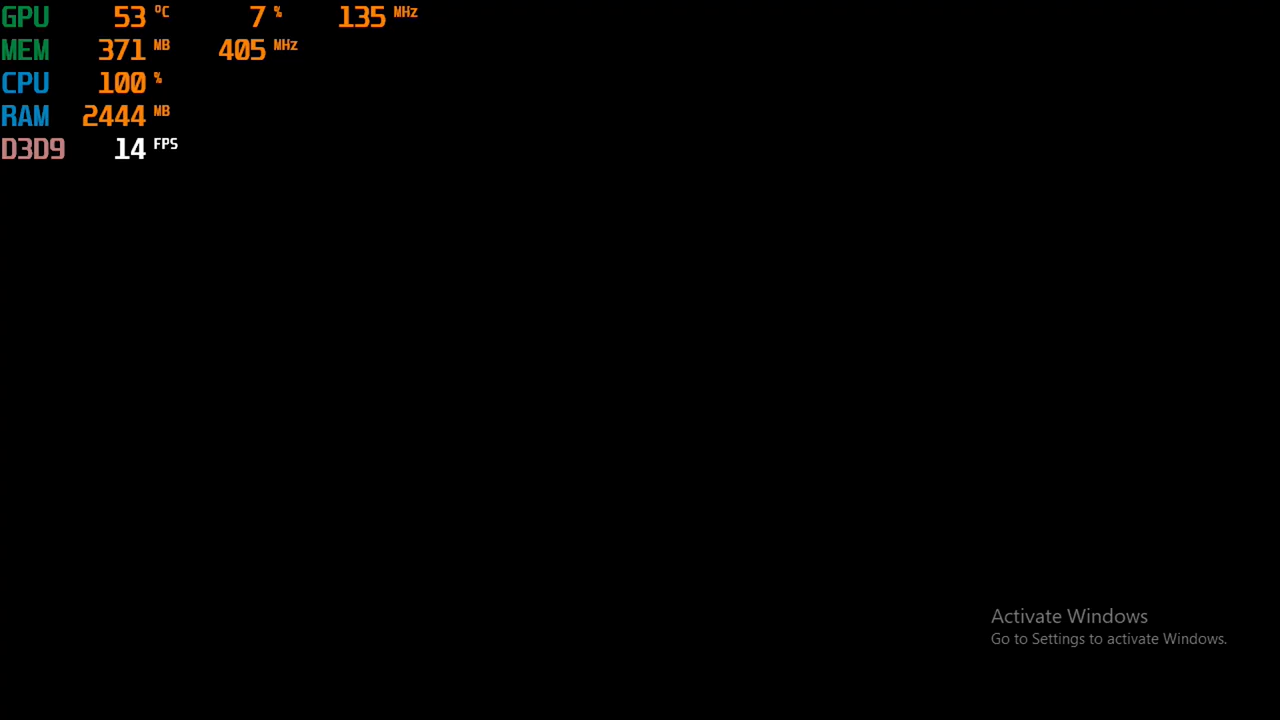 GPU 53 °C 7 % 135 MHz
MEM 371 MB 405 MHz
CPU 100 %
RAM 2444 MB
D3D9 14 FPS
Activate Windows
Go to Settings to activate Windows.